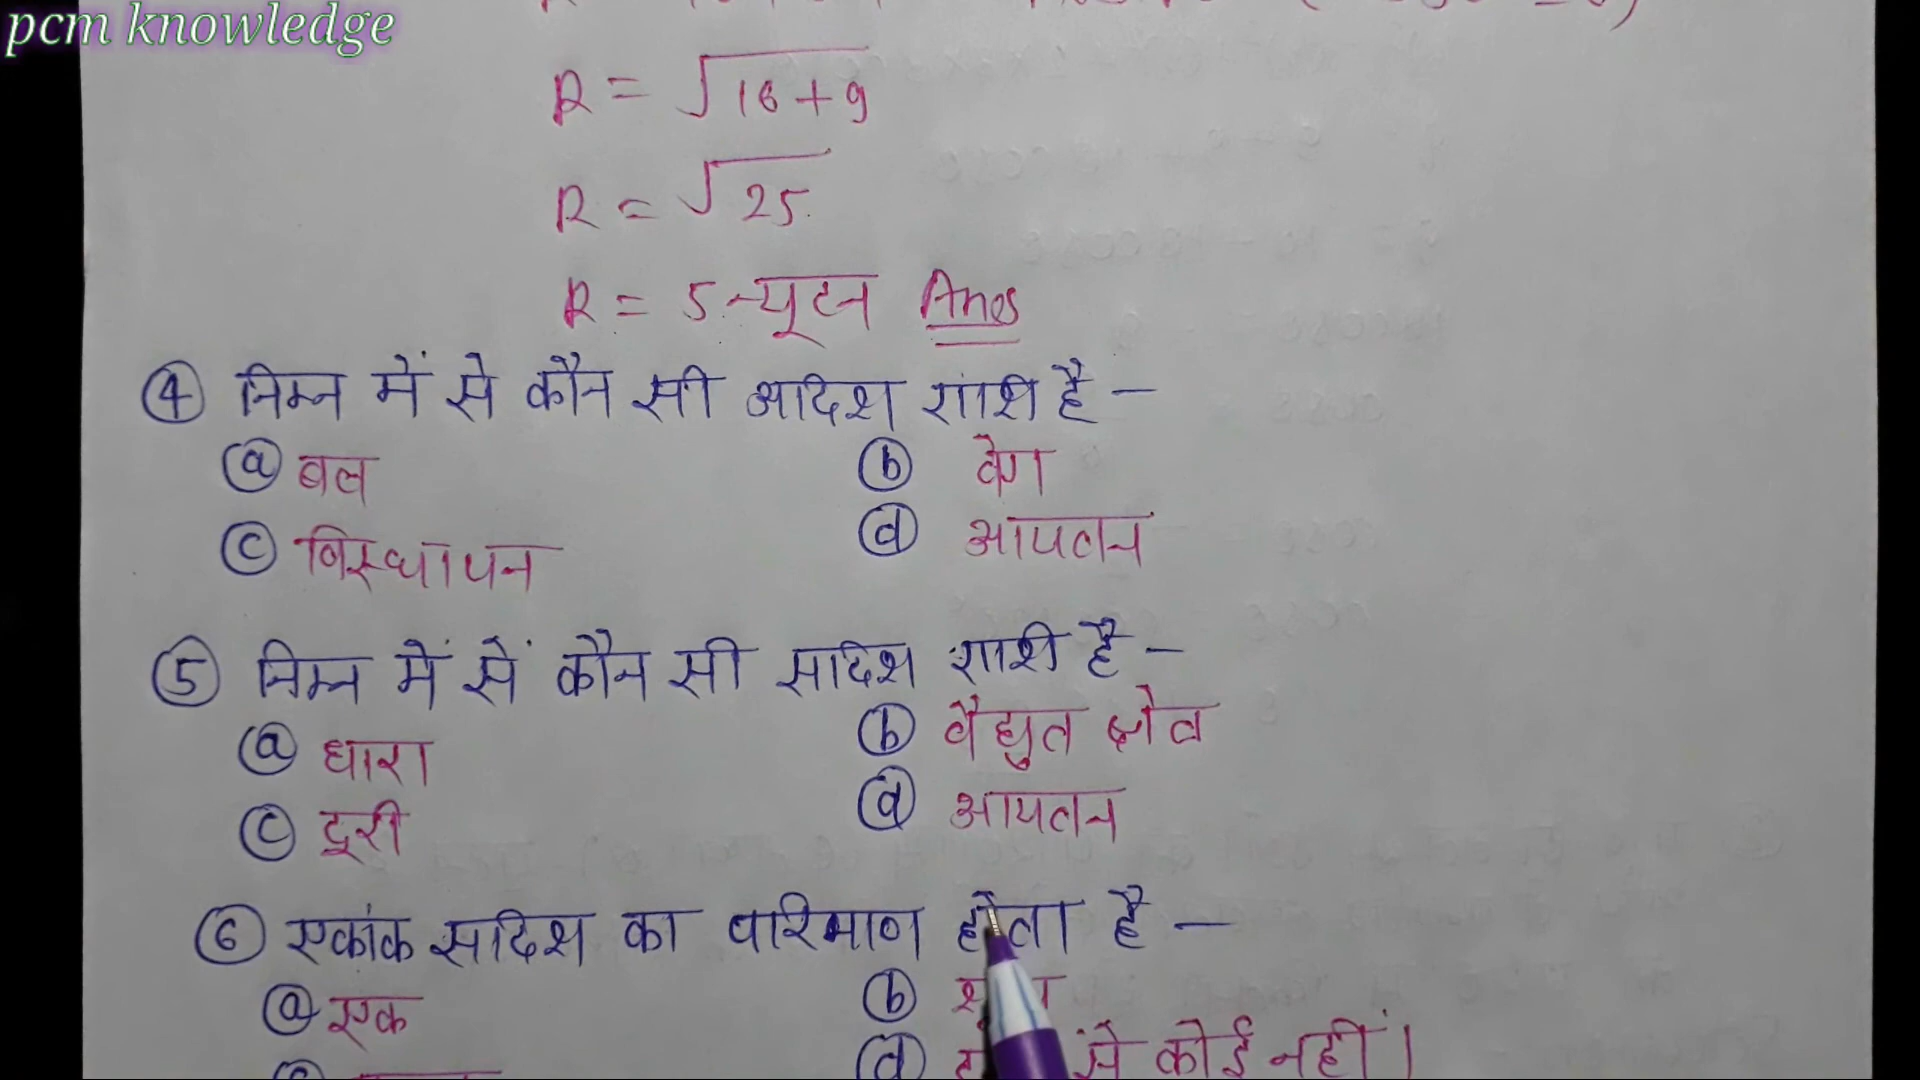 pcm knowledge
R = √16+9
R = √25
R = 5 न्यूटन Ans
④ निम्न में से कौन सी अदिश राशि है –
ⓐ बल ⓑ वेग
ⓒ विस्थापन ⓓ आयतन
⑤ निम्न में से कौन सी सदिश राशी है –
ⓐ धारा ⓑ वैद्युत क्षेत्र
ⓒ दूरी ⓓ आयतन
⑥ एकांक सदिश का परिमाण होता है –
ⓐ एक ⓑ
ⓓ से कोई नहीं।